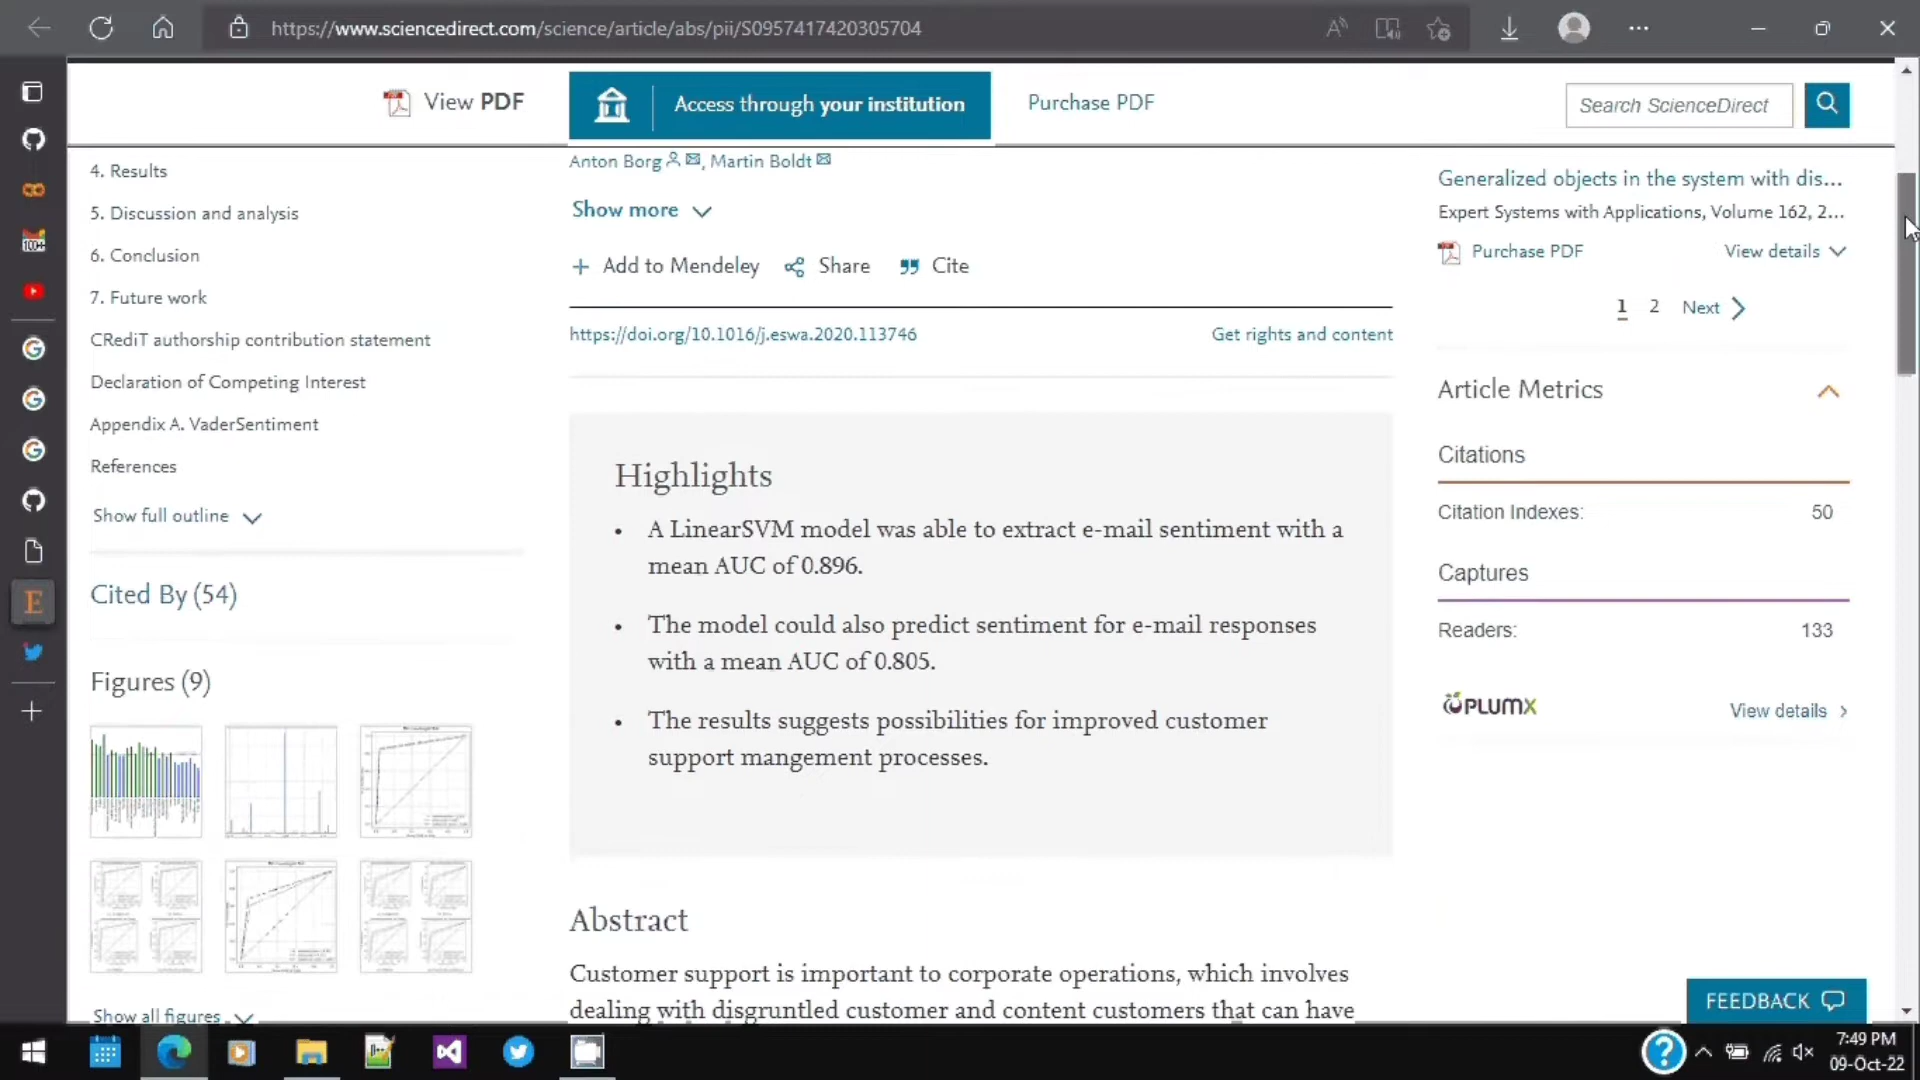 https://www.sciencedirect.com/science/article/abs/pii/S0957417420305704
View PDF
Access through your institution
Purchase PDF
Search ScienceDirect
4. Results
5. Discussion and analysis
6. Conclusion
7. Future work
CRediT authorship contribution statement
Declaration of Competing Interest
Appendix A. VaderSentiment
References
Show full outline
Cited By (54)
Figures (9)
Show all figures
Anton Borg, Martin Boldt
Show more
Add to Mendeley Share Cite
https://doi.org/10.1016/j.eswa.2020.113746
Get rights and content
Highlights
• A LinearSVM model was able to extract e-mail sentiment with a
mean AUC of 0.896.
• The model could also predict sentiment for e-mail responses
with a mean AUC of 0.805.
• The results suggests possibilities for improved customer
support mangement processes.
Abstract
Customer support is important to corporate operations, which involves
dealing with disgruntled customer and content customers that can have
Generalized objects in the system with dis...
Expert Systems with Applications, Volume 162, 2...
Purchase PDF View details
1 2 Next
Article Metrics
Citations
Citation Indexes: 50
Captures
Readers: 133
PLUMX View details
FEEDBACK
100+
7:49 PM
09-Oct-22